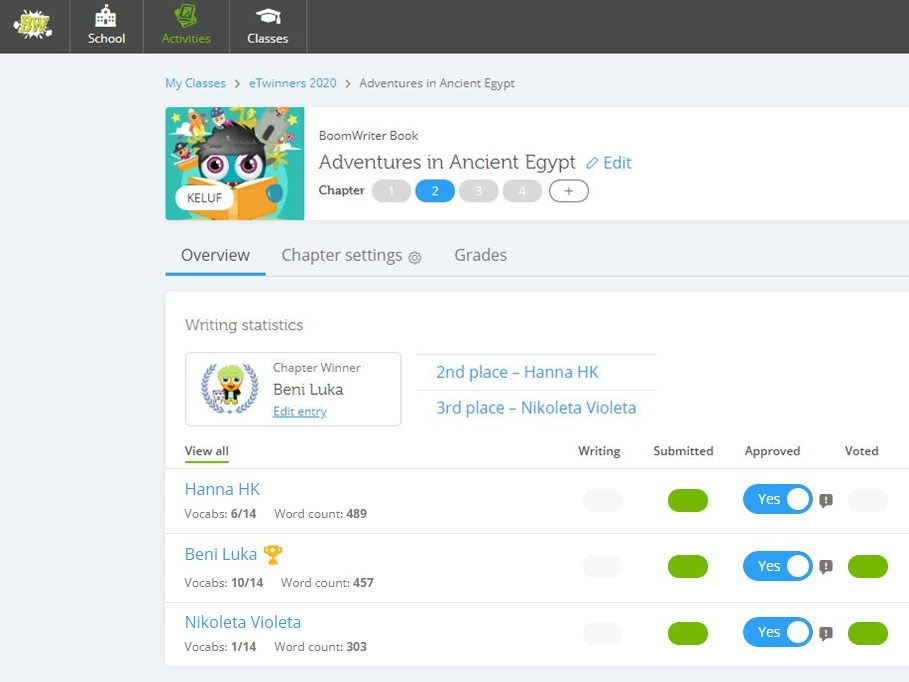 BW
School
Activities
Classes
My Classes > eTwinners 2020 > Adventures in Ancient Egypt
KELUF
BoomWriter Book
Adventures in Ancient Egypt Edit
Chapter 1 2 3 4 +
Overview Chapter settings Grades
Writing statistics
Chapter Winner
Beni Luka
Edit entry
2nd place – Hanna HK
3rd place – Nikoleta Violeta
View all Writing Submitted Approved Voted
Hanna HK
Yes
Vocabs: 6/14 Word count: 489
Beni Luka
Yes
Vocabs: 10/14 Word count: 457
Nikoleta Violeta
Yes
Vocabs: 1/14 Word count: 303